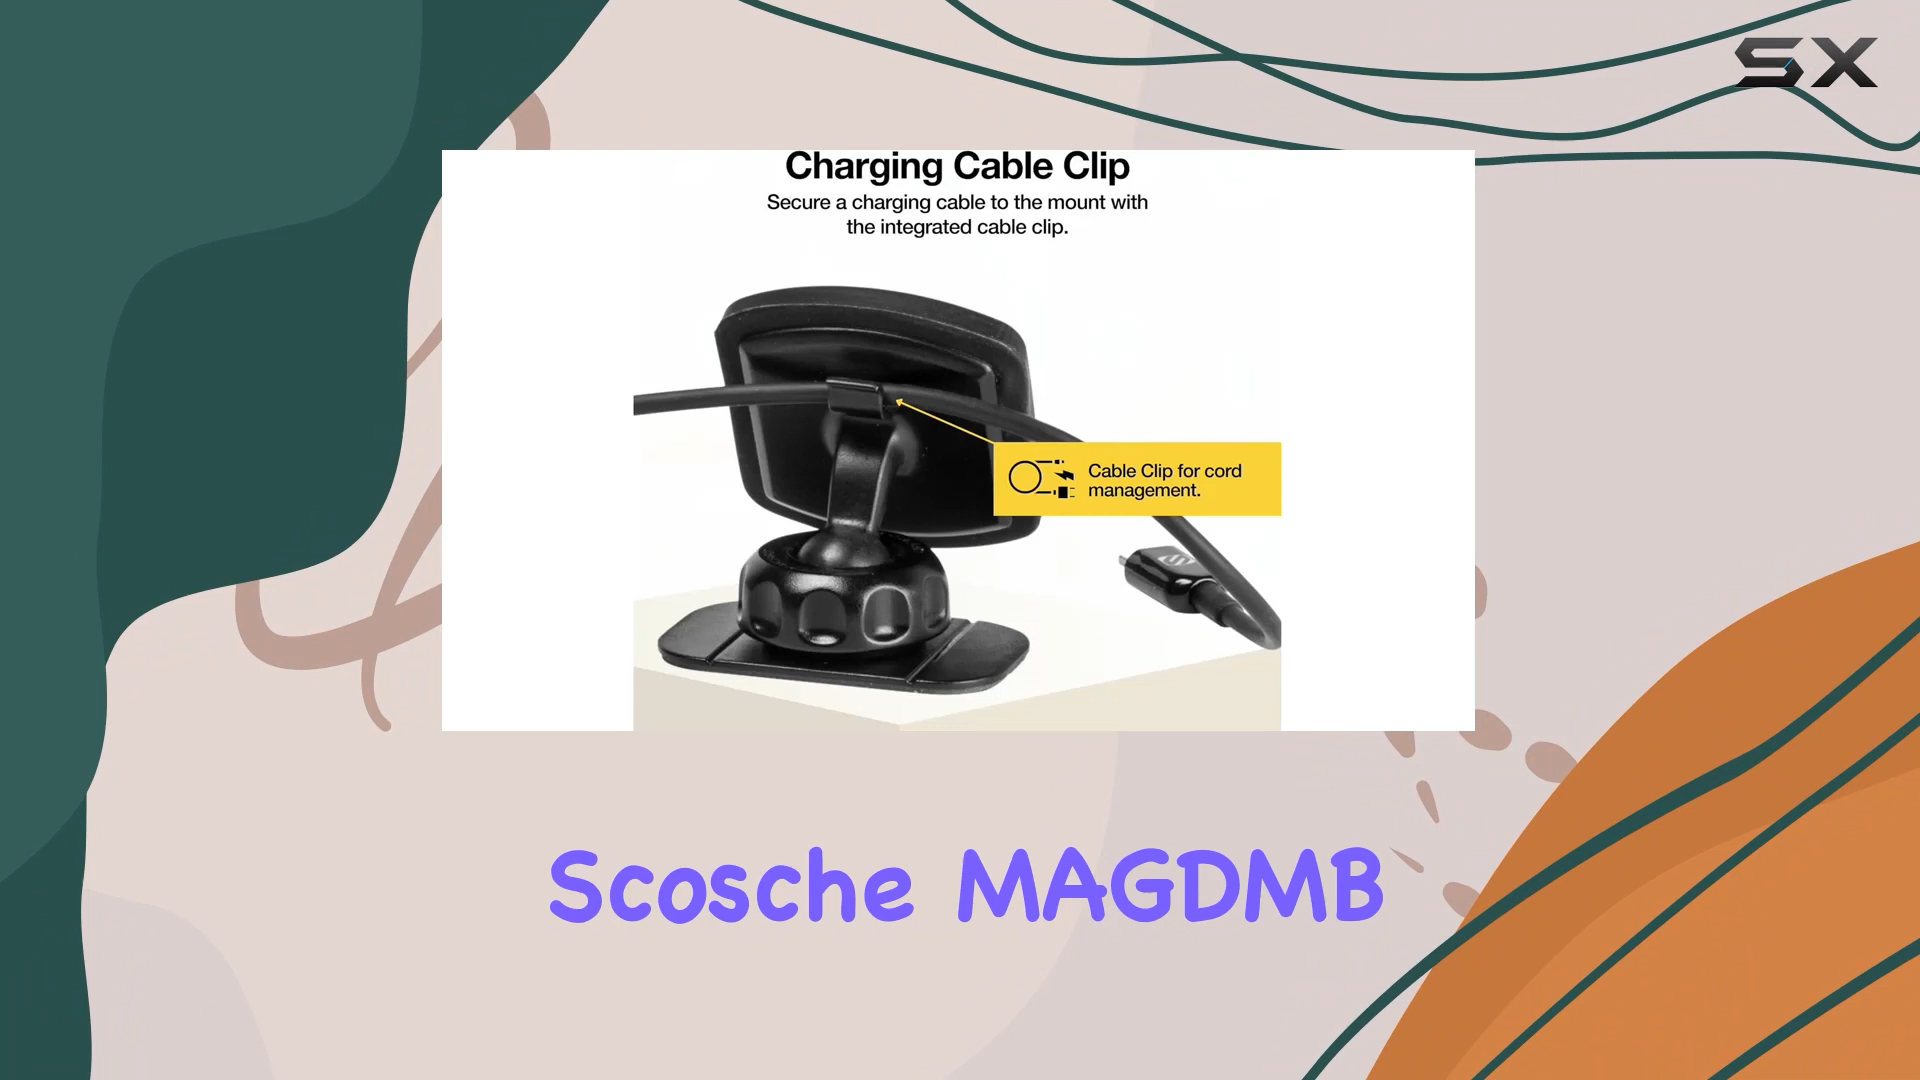 SX
Charging Cable Clip
Secure a charging cable to the mount with
the integrated cable clip.
Cable Clip for cord
management.
Scosche MAGDMB